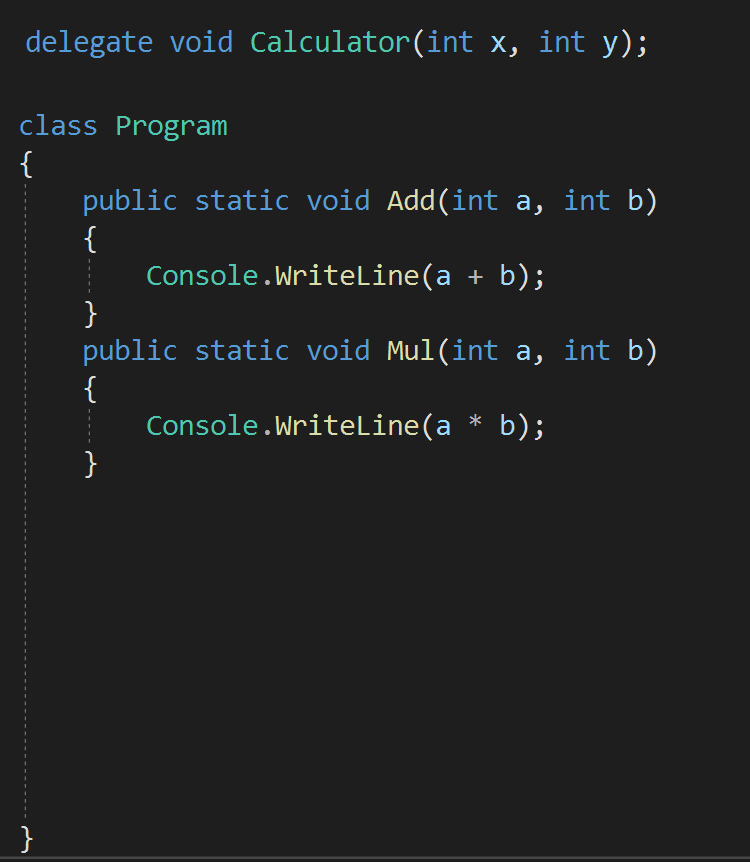 delegate void Calculator(int x, int y);
class Program
{
    public static void Add(int a, int b)
    {
        Console.WriteLine(a + b);
    }
    public static void Mul(int a, int b)
    {
        Console.WriteLine(a * b);
    }
}